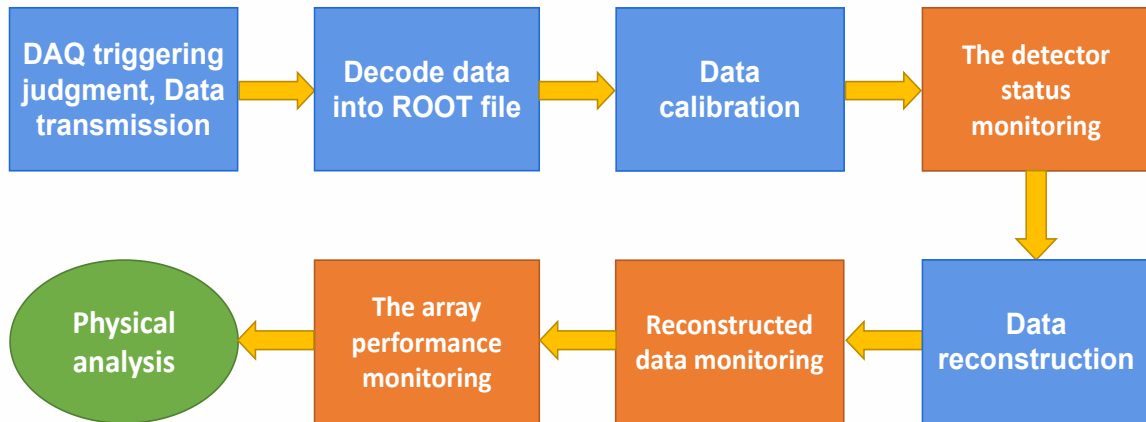 DAQ triggering
judgment, Data
transmission
Decode data
into ROOT file
Data
calibration
The detector
status
monitoring
Data
reconstruction
Reconstructed
data monitoring
The array
performance
monitoring
Physical
analysis